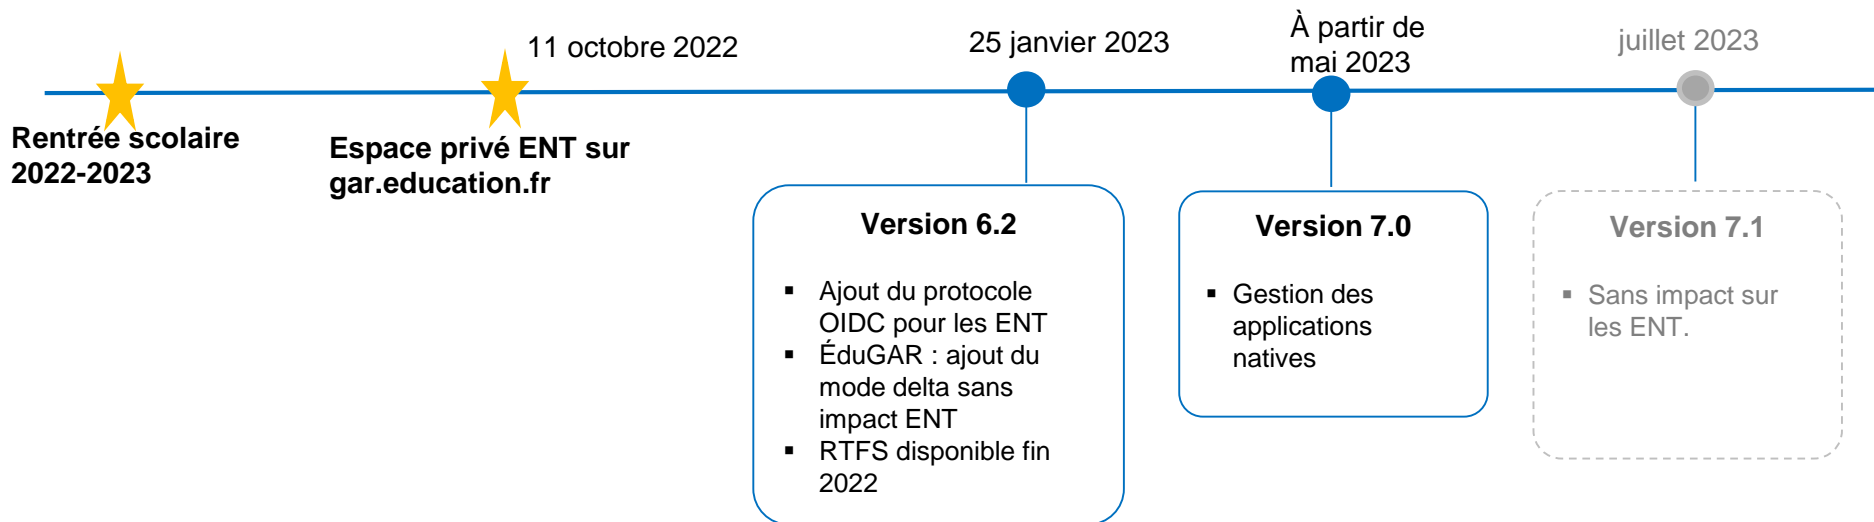 11 octobre 2022
25 janvier 2023
À partir de
mai 2023
juillet 2023
Rentrée scolaire
2022-2023
Espace privé ENT sur
gar.education.fr
Version 6.2
▪ Ajout du protocole
OIDC pour les ENT
▪ ÉduGAR : ajout du
mode delta sans
impact ENT
▪ RTFS disponible fin
2022
Version 7.0
▪ Gestion des
applications
natives
Version 7.1
▪ Sans impact sur
les ENT.